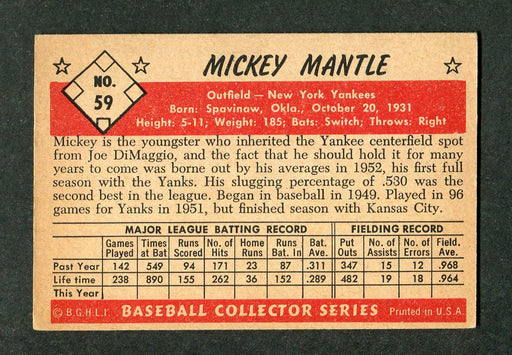 MICKEY MANTLE
NO.
59
Outfield — New York Yankees
Born: Spavinaw, Okla., October 20, 1931
Height: 5-11; Weight: 185; Bats: Switch; Throws: Right
Mickey is the youngster who inherited the Yankee centerfield spot
from Joe DiMaggio, and the fact that he should hold it for many
years to come was borne out by his averages in 1952, his first full
season with the Yanks. His slugging percentage of .530 was the
second best in the league. Began in baseball in 1949. Played in 96
games for Yanks in 1951, but finished season with Kansas City.
MAJOR LEAGUE BATTING RECORD FIELDING RECORD
Games Times Runs No. of Home Runs Bat. Put No. of No. of Field.
Played at Bat Scored Hits Runs Bat. In Ave. Outs Assists Errors Ave.
Past Year 142 549 94 171 23 87 .311 347 15 12 .968
Life time 238 890 155 262 36 152 .289 482 19 18 .964
This Year
© B.G.H.L.I. BASEBALL COLLECTOR SERIES Printed in U.S.A.